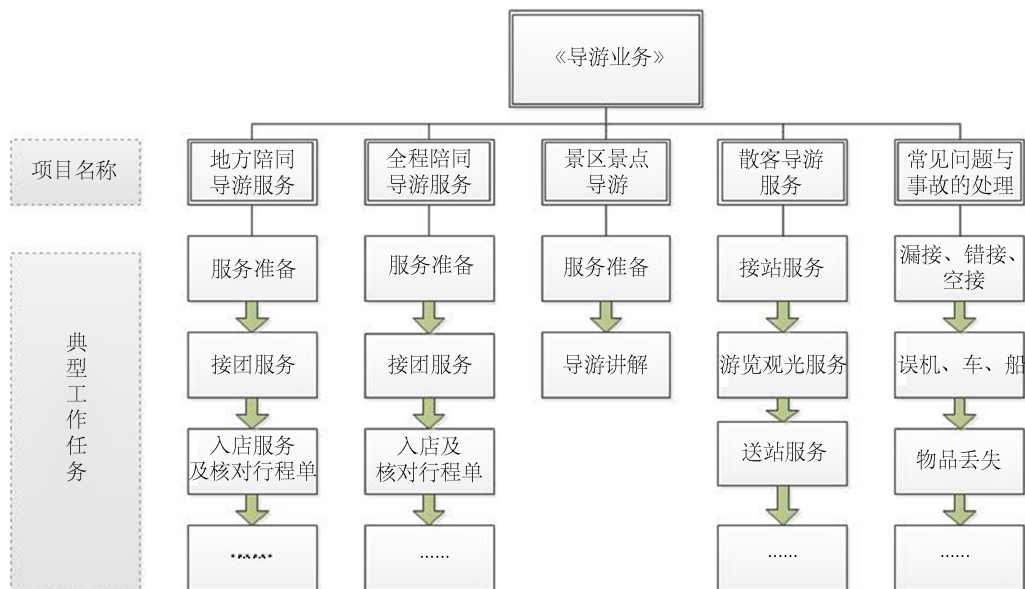 《导游业务》
项目名称
地方陪同
导游服务
全程陪同
导游服务
景区景点
导游
散客导游
服务
常见问题与
事故的处理
典型工作任务
服务准备
服务准备
服务准备
接站服务
漏接、错接、
空接
接团服务
接团服务
导游讲解
游览观光服务
误机、车、船
入店服务
及核对行程单
入店及
核对行程单
送站服务
物品丢失
……
……
……
……